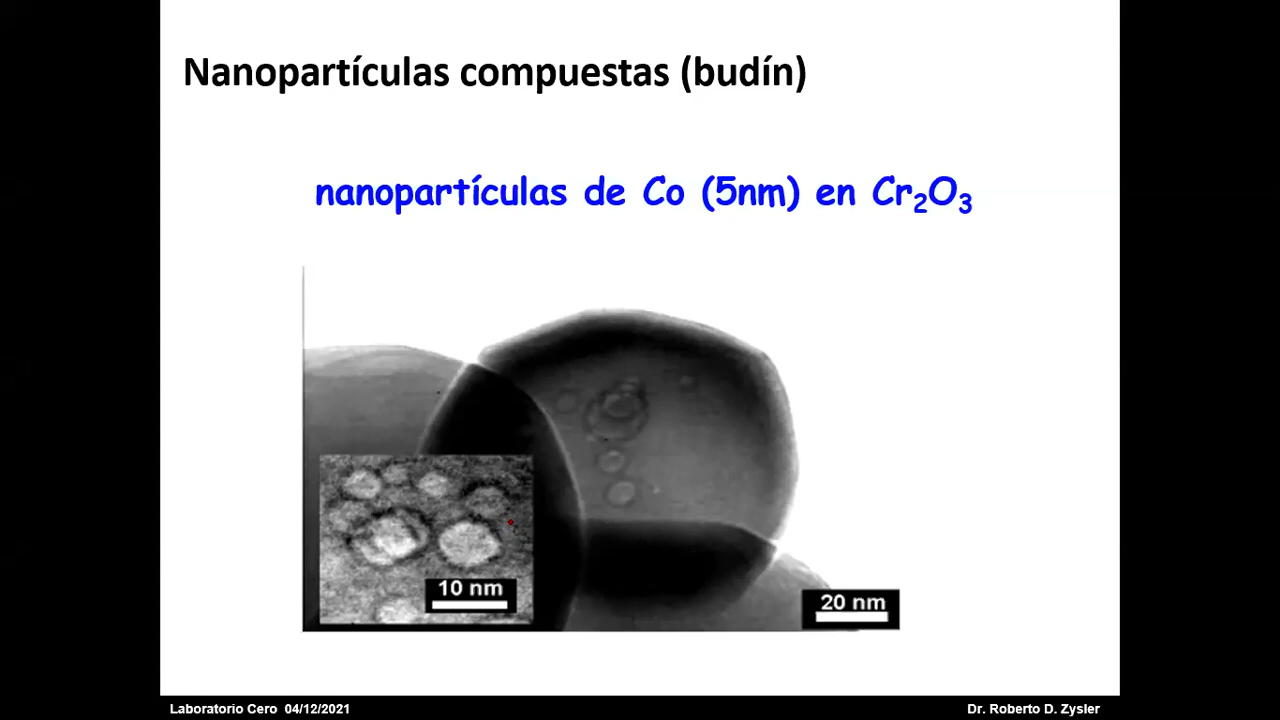 Nanopartículas compuestas (budín)
nanopartículas de Co (5nm) en Cr₂O₃
10 nm
20 nm
Laboratorio Cero 04/12/2021
Dr. Roberto D. Zysler